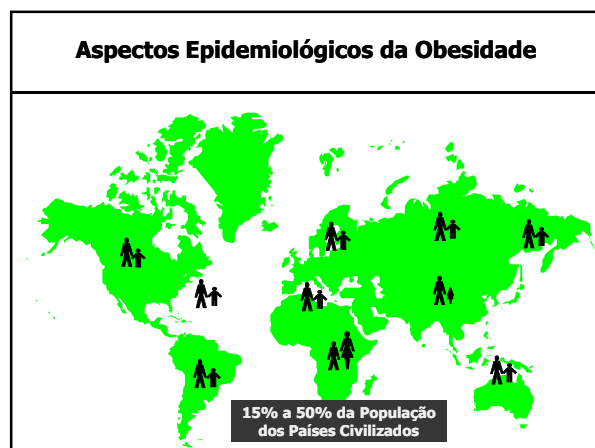 Aspectos Epidemiológicos da Obesidade
15% a 50% da População
dos Países Civilizados